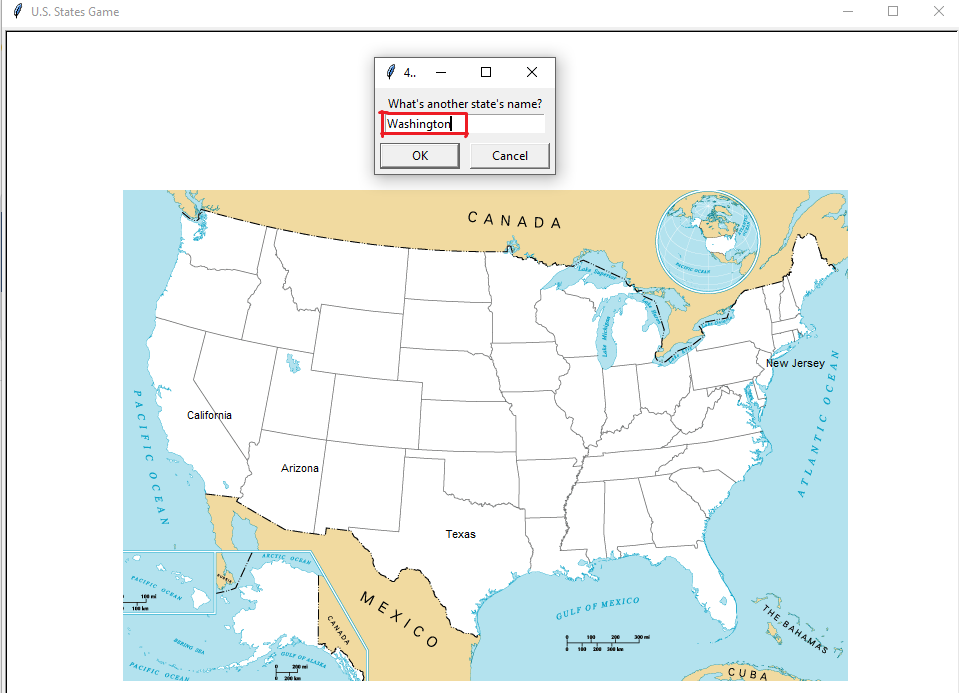 U.S. States Game
4..
What's another state's name?
Washington
OK
Cancel
CANADA
PACIFIC OCEAN
Lake Superior
Lake Michigan
New Jersey
California
Arizona
Texas
PACIFIC OCEAN
ATLANTIC OCEAN
ARCTIC OCEAN
RUSSIA
PACIFIC OCEAN
100 mi
100 km
BERING SEA
GULF OF ALASKA
CANADA
PACIFIC OCEAN
200 mi
200 km
MEXICO
GULF OF MEXICO
0 100 200 300 mi
0 100 200 300 km
THE BAHAMAS
CUBA